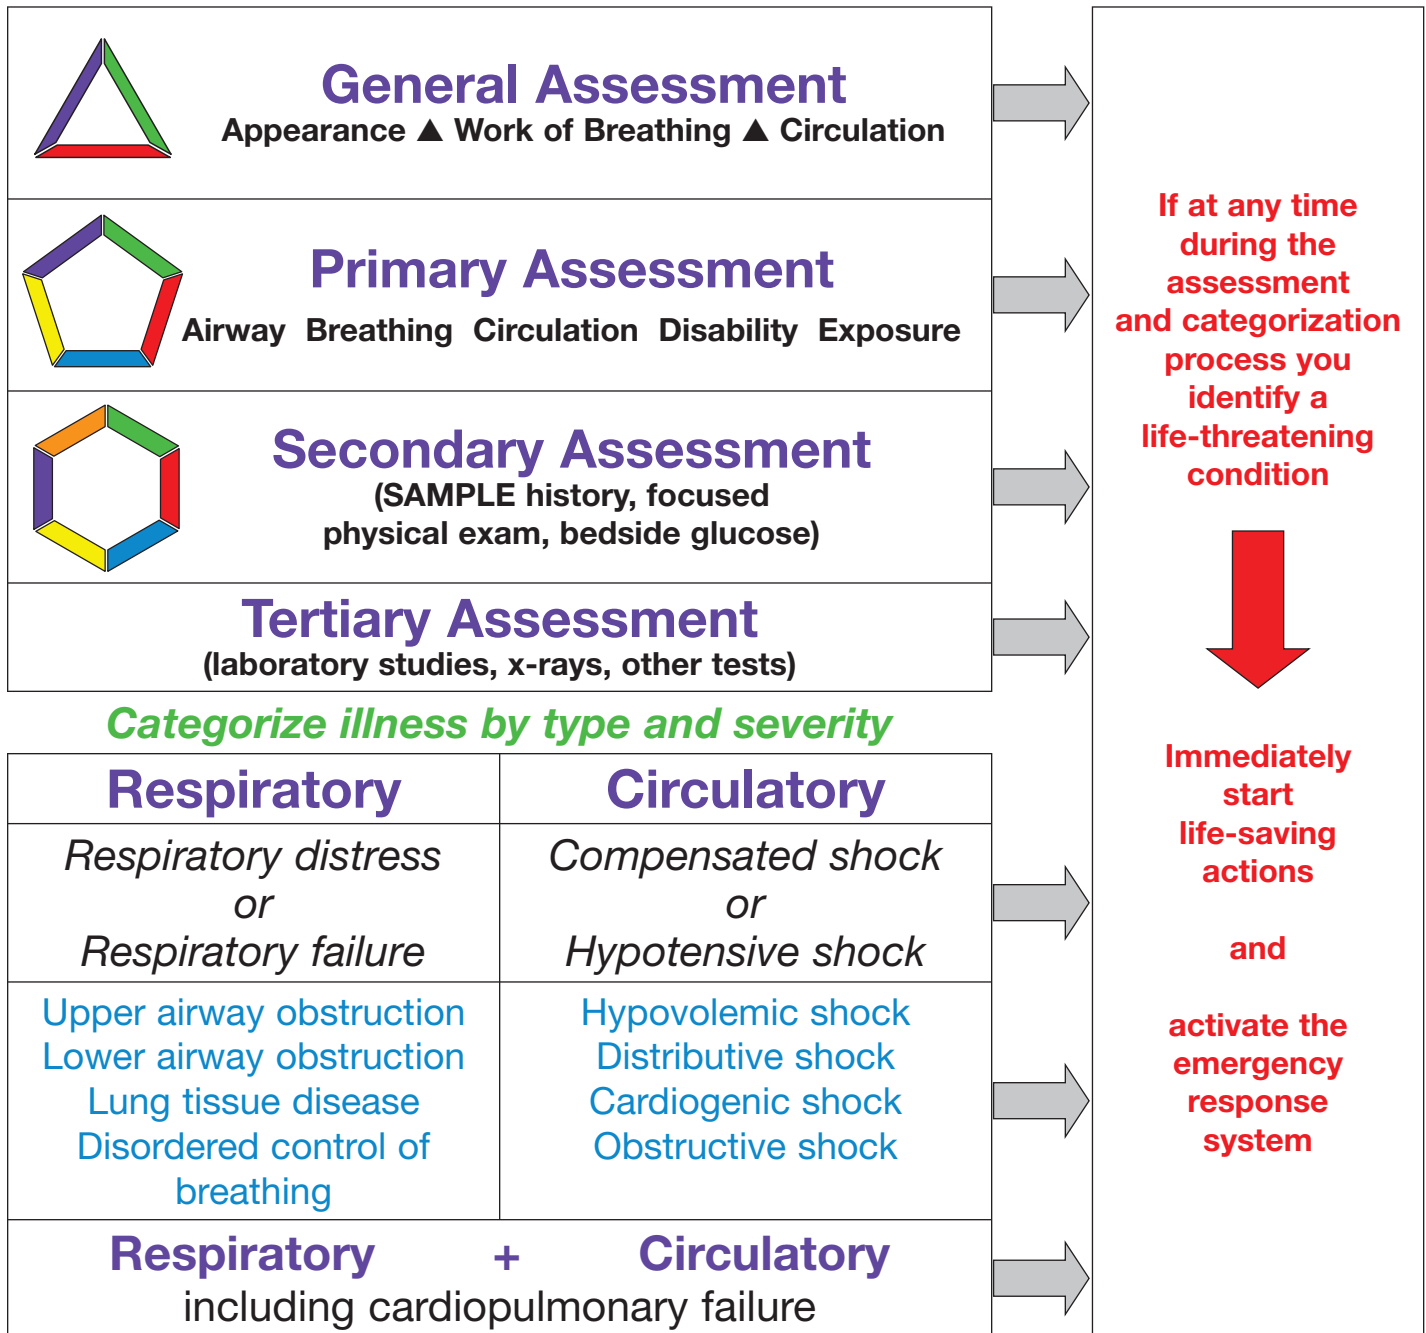 General Assessment
Appearance ▲ Work of Breathing ▲ Circulation
Primary Assessment
Airway Breathing Circulation Disability Exposure
Secondary Assessment
(SAMPLE history, focused
physical exam, bedside glucose)
Tertiary Assessment
(laboratory studies, x-rays, other tests)
Categorize illness by type and severity
Respiratory
Respiratory distress
or
Respiratory failure
Upper airway obstruction
Lower airway obstruction
Lung tissue disease
Disordered control of
breathing
Circulatory
Compensated shock
or
Hypotensive shock
Hypovolemic shock
Distributive shock
Cardiogenic shock
Obstructive shock
Respiratory + Circulatory
including cardiopulmonary failure
If at any time
during the
assessment
and categorization
process you
identify a
life-threatening
condition
Immediately
start
life-saving
actions
and
activate the
emergency
response
system